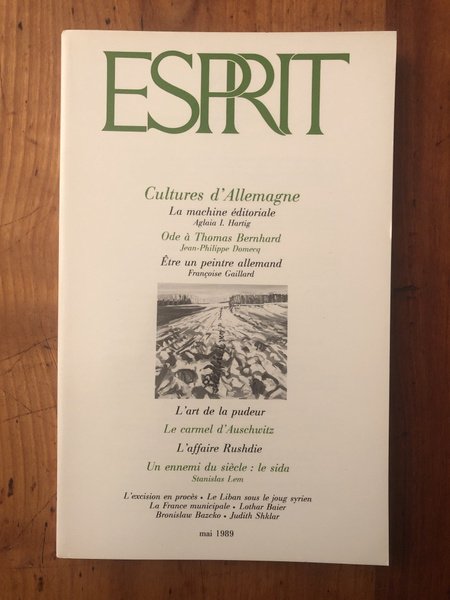 ESPRIT
Cultures d'Allemagne
La machine éditoriale
Aglaia I. Hartig
Ode à Thomas Bernhard
Jean-Philippe Domecq
Être un peintre allemand
Françoise Gaillard
L'art de la pudeur
Le carmel d'Auschwitz
L'affaire Rushdie
Un ennemi du siècle : le sida
Stanislas Lem
L'excision en procès • Le Liban sous le joug syrien
La France municipale • Lothar Baier
Bronislaw Bazcko • Judith Shklar
mai 1989